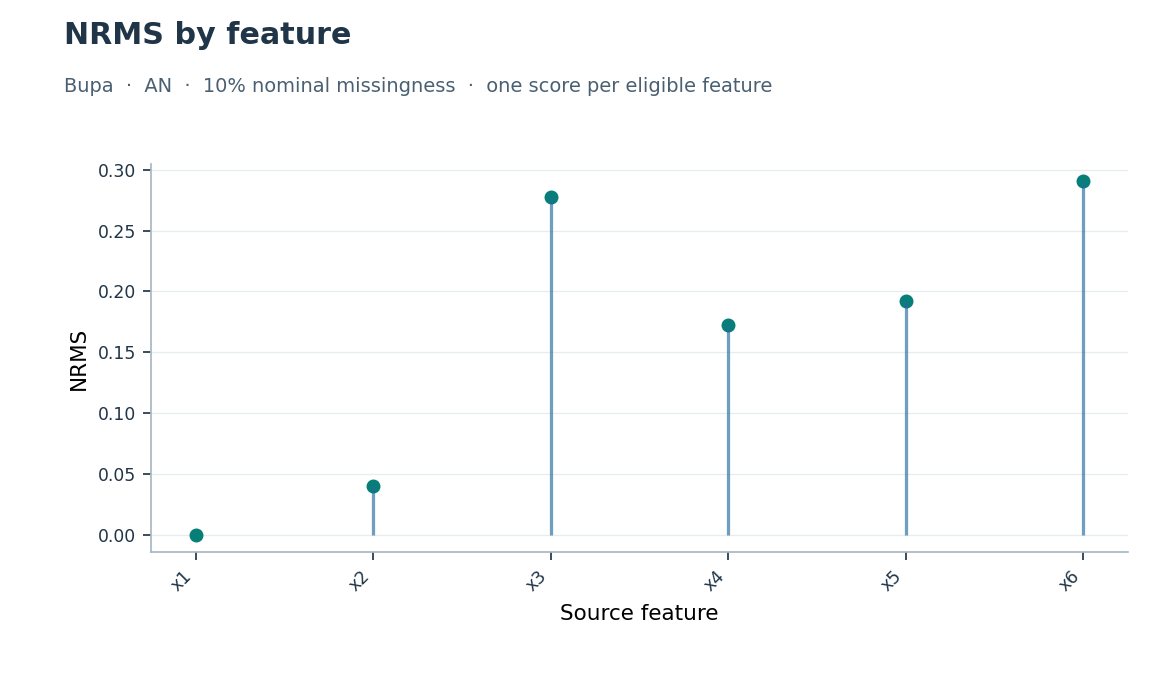 NRMS by feature
Bupa · AN · 10% nominal missingness · one score per eligible feature
0.30
0.25
0.20
0.15
0.10
0.05
0.00
NRMS
x1 x2 x3 x4 x5 x6
Source feature